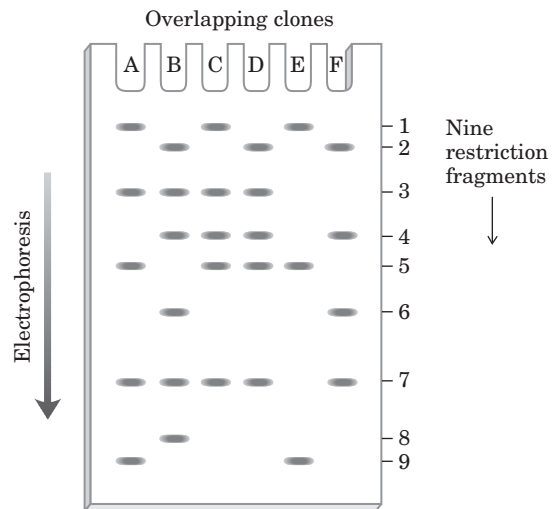 Overlapping clones
A B C D E F
1
2
3
4
5
6
7
8
9
Nine
restriction
fragments
Electrophoresis